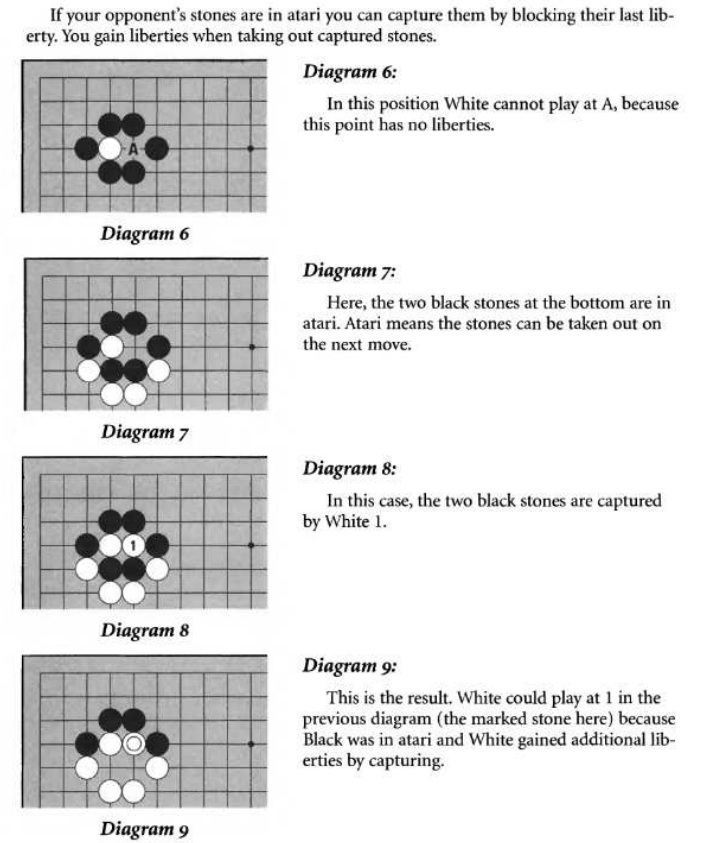 If your opponent's stones are in atari you can capture them by blocking their last lib-
erty. You gain liberties when taking out captured stones.
A
Diagram 6
Diagram 6:
In this position White cannot play at A, because
this point has no liberties.
Diagram 7
Diagram 7:
Here, the two black stones at the bottom are in
atari. Atari means the stones can be taken out on
the next move.
1
Diagram 8
Diagram 8:
In this case, the two black stones are captured
by White 1.
Diagram 9
Diagram 9:
This is the result. White could play at 1 in the
previous diagram (the marked stone here) because
Black was in atari and White gained additional lib-
erties by capturing.